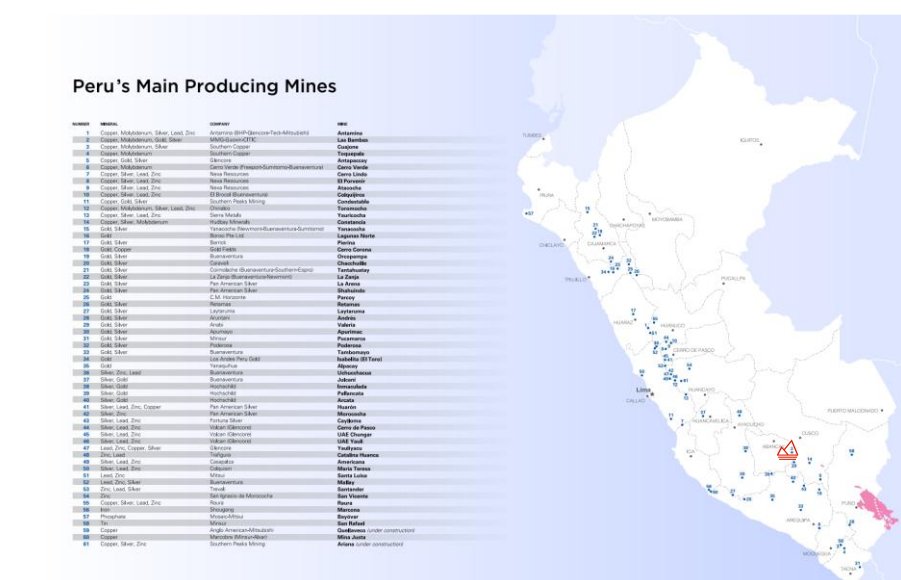 Peru's Main Producing Mines
NUMBER MINERAL COMPANY MINE
1 Copper, Molybdenum, Silver, Lead, Zinc Antamina (BHP-Glencore-Teck-Mitsubishi) Antamina
2 Copper, Molybdenum, Gold, Silver MMG-Guoxin-CITIC Las Bambas
3 Copper, Molybdenum, Silver Southern Copper Cuajone
4 Copper, Molybdenum Southern Copper Toquepala
5 Copper, Gold, Silver Glencore Antapaccay
6 Copper, Molybdenum Cerro Verde (Freeport-Sumitomo-Buenaventura) Cerro Verde
7 Copper, Silver, Lead, Zinc Nexa Resources Cerro Lindo
8 Copper, Silver, Lead, Zinc Nexa Resources El Porvenir
9 Copper, Silver, Lead, Zinc Nexa Resources Atacocha
10 Copper, Silver, Lead, Zinc El Brocal (Buenaventura) Colquijirca
11 Copper, Gold, Silver Southern Peaks Mining Condestable
12 Copper, Molybdenum, Silver, Lead, Zinc Chinalco Toromocho
13 Copper, Silver, Lead, Zinc Sierra Metals Yauricocha
14 Copper, Silver, Molybdenum Hudbay Minerals Constancia
15 Gold, Silver Yanacocha (Newmont-Buenaventura-Sumitomo) Yanacocha
16 Gold Boroo Pte Ltd Lagunas Norte
17 Gold, Silver Barrick Pierina
18 Gold, Copper Gold Fields Cerro Corona
19 Gold, Silver Buenaventura Orcopampa
20 Gold, Silver Caravelí Chacchuille
21 Gold, Silver Coimolache (Buenaventura-Southern-Espro) Tantahuatay
22 Gold, Silver La Zanja (Buenaventura-Newmont) La Zanja
23 Gold, Silver Pan American Silver La Arena
24 Gold, Silver Pan American Silver Shahuindo
25 Gold C.M. Horizonte Parcoy
26 Gold, Silver Retamas Retamas
27 Gold, Silver Laytaruma Laytaruma
28 Gold, Silver Aruntani Andrés
29 Gold, Silver Anabi Valeria
30 Gold, Silver Apumayo Apurimac
31 Gold, Silver Minsur Pucamarca
32 Gold, Silver Poderosa Poderosa
33 Gold, Silver Buenaventura Tambomayo
34 Gold Los Andes Peru Gold Isabelita (El Toro)
35 Gold Yanaquihua Alpacay
36 Silver, Zinc, Lead Buenaventura Uchucchacua
37 Silver, Gold Buenaventura Julcani
38 Silver, Gold Hochschild Inmaculada
39 Silver, Gold Hochschild Pallancata
40 Silver, Gold Hochschild Arcata
41 Silver, Lead, Zinc, Copper Pan American Silver Huarón
42 Silver, Zinc Pan American Silver Morococha
43 Silver, Lead, Zinc Fortuna Silver Caylloma
44 Silver, Lead, Zinc Volcan (Glencore) Cerro de Pasco
45 Silver, Lead, Zinc Volcan (Glencore) UAE Chungar
46 Silver, Lead, Zinc Volcan (Glencore) UAE Yauli
47 Lead, Zinc, Copper, Silver Glencore Yauliyacu
48 Zinc, Lead Trafigura Catalina Huanca
49 Silver, Lead, Zinc Casapalca Americana
50 Silver, Lead, Zinc Colquisiri Maria Teresa
51 Lead, Zinc Mitsui Santa Luisa
52 Lead, Zinc, Silver Buenaventura Mallay
53 Zinc, Lead, Silver Trevali Santander
54 Zinc San Ignacio de Morococha San Vicente
55 Copper, Silver, Lead, Zinc Raura Raura
56 Iron Shougang Marcona
57 Phosphate Mosaic-Mitsui Bayóvar
58 Tin Minsur San Rafael
59 Copper Anglo American-Mitsubishi Quellaveco (under construction)
60 Copper Marcobre (Minsur-Alxar) Mina Justa
61 Copper, Silver, Zinc Southern Peaks Mining Ariana (under construction)
TUMBES
IQUITOS
PIURA
MOYOBAMBA
CHACHAPOYAS
CHICLAYO
CAJAMARCA
TRUJILLO
PUCALLPA
HUARAZ
HUANUCO
CERRO DE PASCO
Lima
CALLAO
HUANCAYO
PUERTO MALDONADO
HUANCAVELICA
AYACUCHO
CUSCO
ICA
PUNO
AREQUIPA
MOQUEGUA
TACNA